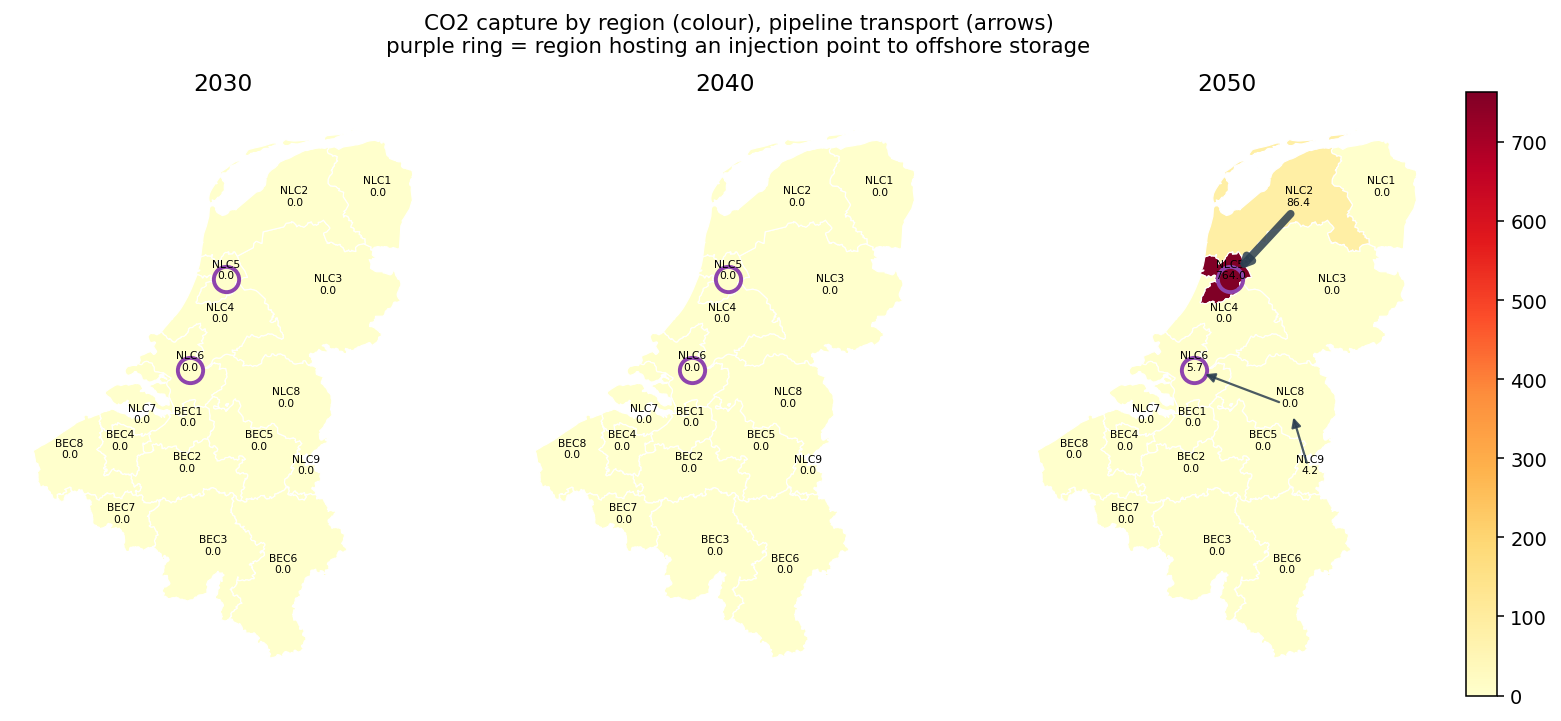 CO2 capture by region (colour), pipeline transport (arrows)
purple ring = region hosting an injection point to offshore storage
2030
NLC1
0.0
NLC2
0.0
NLC5
0.0
NLC3
0.0
NLC4
0.0
NLC6
0.0
NLC8
0.0
NLC7
0.0
BEC1
0.0
BEC8
0.0
BEC4
0.0
BEC5
0.0
BEC2
0.0
NLC9
0.0
BEC7
0.0
BEC3
0.0
BEC6
0.0
2040
NLC1
0.0
NLC2
0.0
NLC5
0.0
NLC3
0.0
NLC4
0.0
NLC6
0.0
NLC8
0.0
NLC7
0.0
BEC1
0.0
BEC8
0.0
BEC4
0.0
BEC5
0.0
BEC2
0.0
NLC9
0.0
BEC7
0.0
BEC3
0.0
BEC6
0.0
2050
NLC1
0.0
NLC2
86.4
NLC5
764.0
NLC3
0.0
NLC4
0.0
NLC6
5.7
NLC8
0.0
NLC7
0.0
BEC1
0.0
BEC8
0.0
BEC4
0.0
BEC5
0.0
BEC2
0.0
NLC9
4.2
BEC7
0.0
BEC3
0.0
BEC6
0.0
700
600
500
400
300
200
100
0